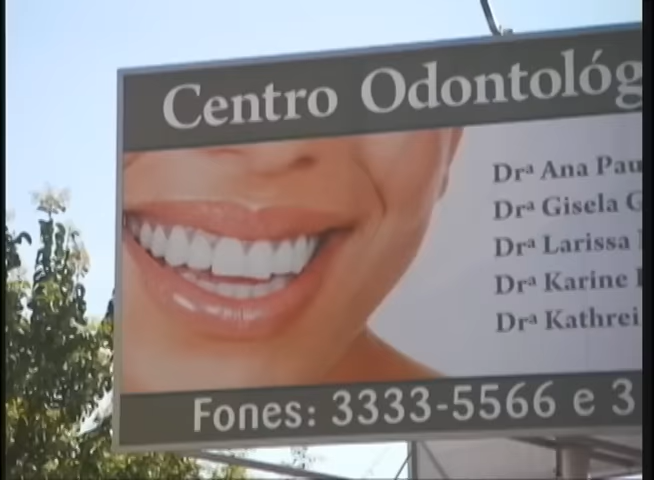 Centro Odontológ
Drª Ana Pau
Drª Gisela G
Drª Larissa
Drª Karine
Drª Kathrei
Fones: 3333-5566 e 3